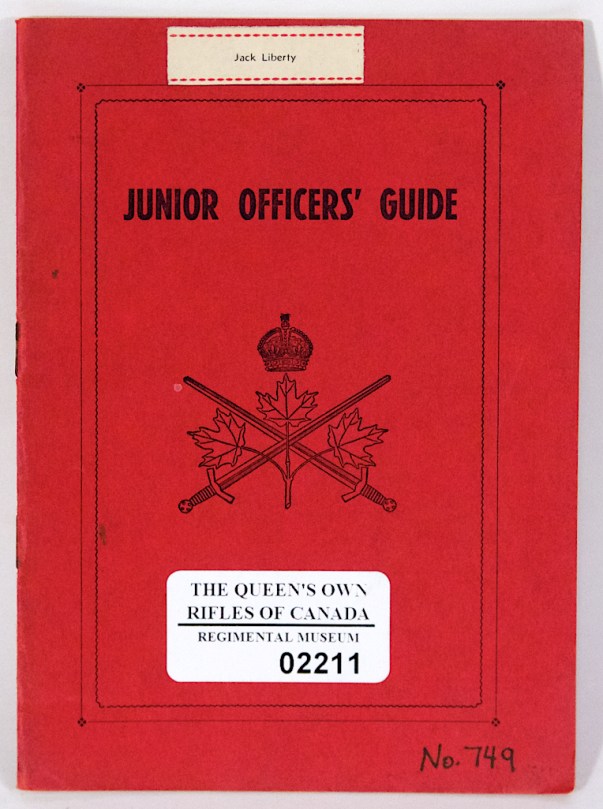 Jack Liberty
JUNIOR OFFICERS' GUIDE
THE QUEEN'S OWN
RIFLES OF CANADA
REGIMENTAL MUSEUM
02211
No. 749